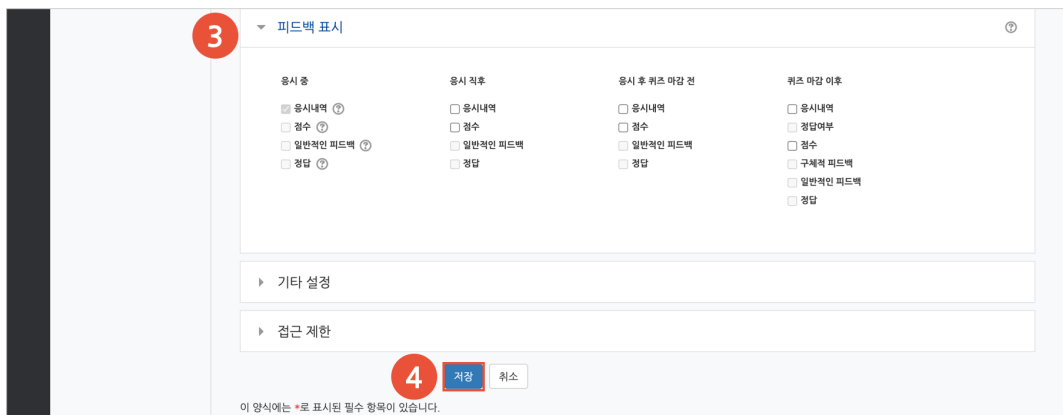 3
피드백 표시
응시 중 응시 직후 응시 후 퀴즈 마감 전 퀴즈 마감 이후
응시내역 응시내역 응시내역 응시내역
점수 점수 점수 정답여부
일반적인 피드백 일반적인 피드백 일반적인 피드백 점수
정답 정답 정답 구체적 피드백
일반적인 피드백
정답
기타 설정
접근 제한
4 저장 취소
이 양식에는 *로 표시된 필수 항목이 있습니다.